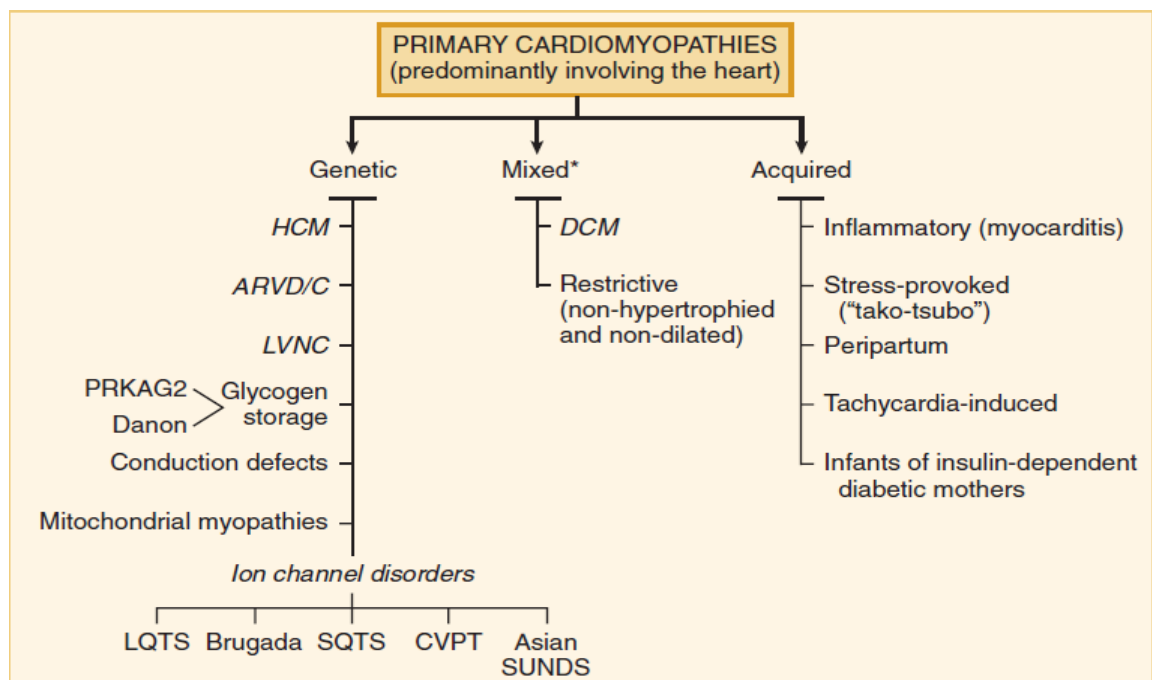 PRIMARY CARDIOMYOPATHIES
(predominantly involving the heart)
Genetic
Mixed*
Acquired
HCM
ARVD/C
LVNC
PRKAG2
Danon
Glycogen
storage
Conduction defects
Mitochondrial myopathies
Ion channel disorders
LQTS
Brugada
SQTS
CVPT
Asian
SUNDS
DCM
Restrictive
(non-hypertrophied
and non-dilated)
Inflammatory (myocarditis)
Stress-provoked
(“tako-tsubo”)
Peripartum
Tachycardia-induced
Infants of insulin-dependent
diabetic mothers